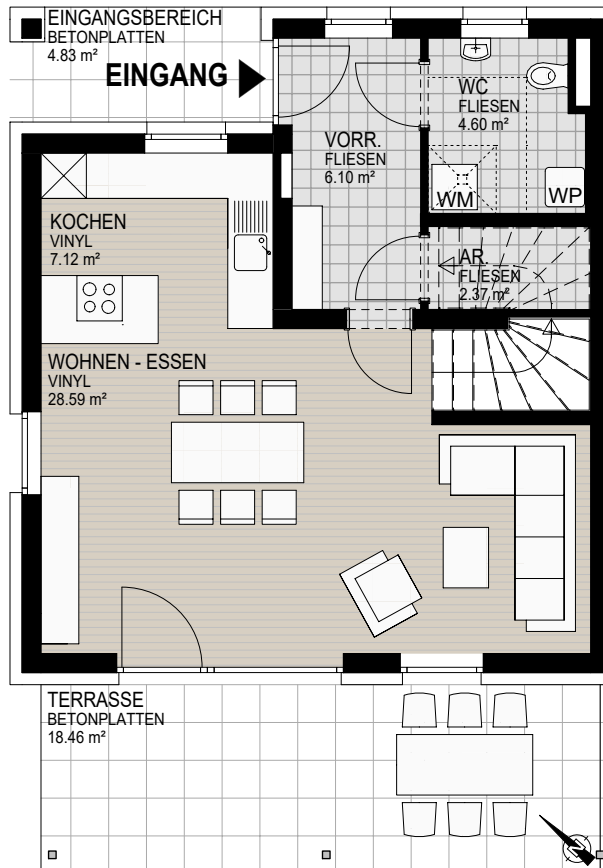 EINGANGSBEREICH
BETONPLATTEN
4.83 m²
EINGANG
WC
FLIESEN
4.60 m²
VORR.
FLIESEN
6.10 m²
WM
WP
KOCHEN
VINYL
7.12 m²
AR.
FLIESEN
2.37 m²
WOHNEN - ESSEN
VINYL
28.59 m²
TERRASSE
BETONPLATTEN
18.46 m²